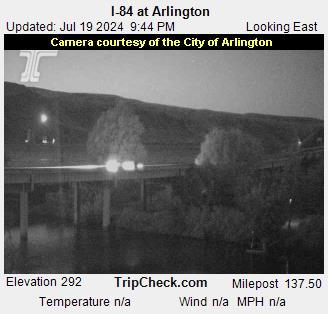 I-84 at Arlington
Updated: Jul 19 2024 9:44 PM Looking East
Camera courtesy of the City of Arlington
Elevation 292 TripCheck.com Milepost 137.50
Temperature n/a Wind n/a MPH n/a